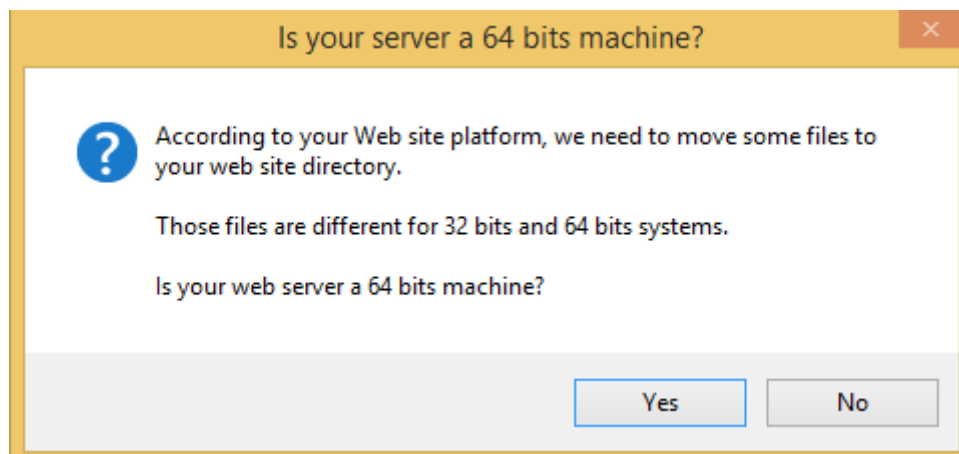 Is your server a 64 bits machine?
According to your Web site platform, we need to move some files to
your web site directory.
Those files are different for 32 bits and 64 bits systems.
Is your web server a 64 bits machine?
Yes No